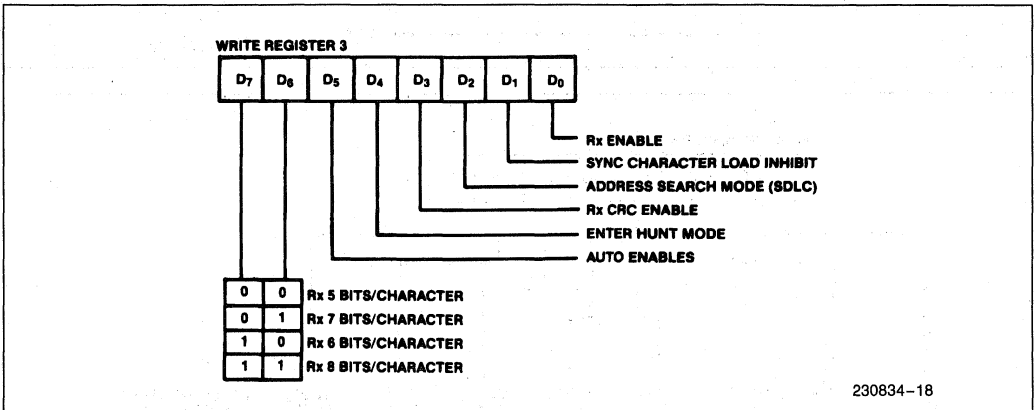 WRITE REGISTER 3
D7 D6 D5 D4 D3 D2 D1 D0
Rx ENABLE
SYNC CHARACTER LOAD INHIBIT
ADDRESS SEARCH MODE (SDLC)
Rx CRC ENABLE
ENTER HUNT MODE
AUTO ENABLES
0 0 Rx 5 BITS/CHARACTER
0 1 Rx 7 BITS/CHARACTER
1 0 Rx 6 BITS/CHARACTER
1 1 Rx 8 BITS/CHARACTER
230834-18